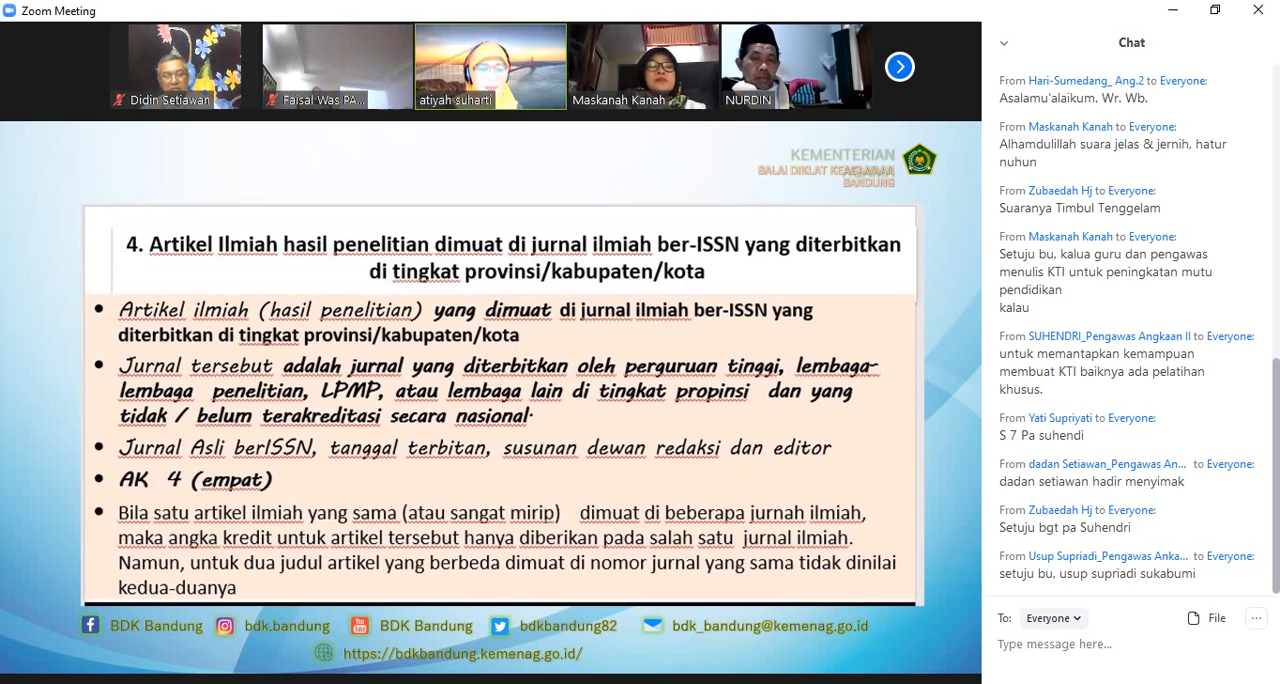 Zoom Meeting
Didin Setiawan
Faisal Was PA...
atiyah suharti
Maskanah Kanah
NURDIN
KEMENTERIAN
BALAI DIKLAT KEAGAMAAN
BANDUNG
4. Artikel Ilmiah hasil penelitian dimuat di jurnal ilmiah ber-ISSN yang diterbitkan
di tingkat provinsi/kabupaten/kota
• Artikel ilmiah (hasil penelitian) yang dimuat di jurnal ilmiah ber-ISSN yang
diterbitkan di tingkat provinsi/kabupaten/kota
• Jurnal tersebut adalah jurnal yang diterbitkan oleh perguruan tinggi, lembaga-
lembaga penelitian, LPMP, atau lembaga lain di tingkat propinsi dan yang
tidak / belum terakreditasi secara nasional.
• Jurnal Asli berISSN, tanggal terbitan, susunan dewan redaksi dan editor
• AK 4 (empat)
• Bila satu artikel ilmiah yang sama (atau sangat mirip) dimuat di beberapa jurnah ilmiah,
maka angka kredit untuk artikel tersebut hanya diberikan pada salah satu jurnal ilmiah.
Namun, untuk dua judul artikel yang berbeda dimuat di nomor jurnal yang sama tidak dinilai
kedua-duanya
BDK Bandung
bdk.bandung
You Tube
BDK Bandung
bdkbandung82
bdk_bandung@kemenag.go.id
https://bdkbandung.kemenag.go.id/
Chat
From Hari-Sumedang_ Ang.2 to Everyone:
Asalamu'alaikum. Wr. Wb.
From Maskanah Kanah to Everyone:
Alhamdulillah suara jelas & jernih, hatur
nuhun
From Zubaedah Hj to Everyone:
Suaranya Timbul Tenggelam
From Maskanah Kanah to Everyone:
Setuju bu, kalua guru dan pengawas
menulis KTI untuk peningkatan mutu
pendidikan
kalau
From SUHENDRI_Pengawas Angkaan II to Everyone:
untuk memantapkan kemampuan
membuat KTI baiknya ada pelatihan
khusus.
From Yati Supriyati to Everyone:
S 7 Pa suhendi
From dadan Setiawan_Pengawas An... to Everyone:
dadan setiawan hadir menyimak
From Zubaedah Hj to Everyone:
Setuju bgt pa Suhendri
From Usup Supriadi_Pengawas Anka... to Everyone:
setuju bu, usup supriadi sukabumi
To: Everyone
File
Type message here...